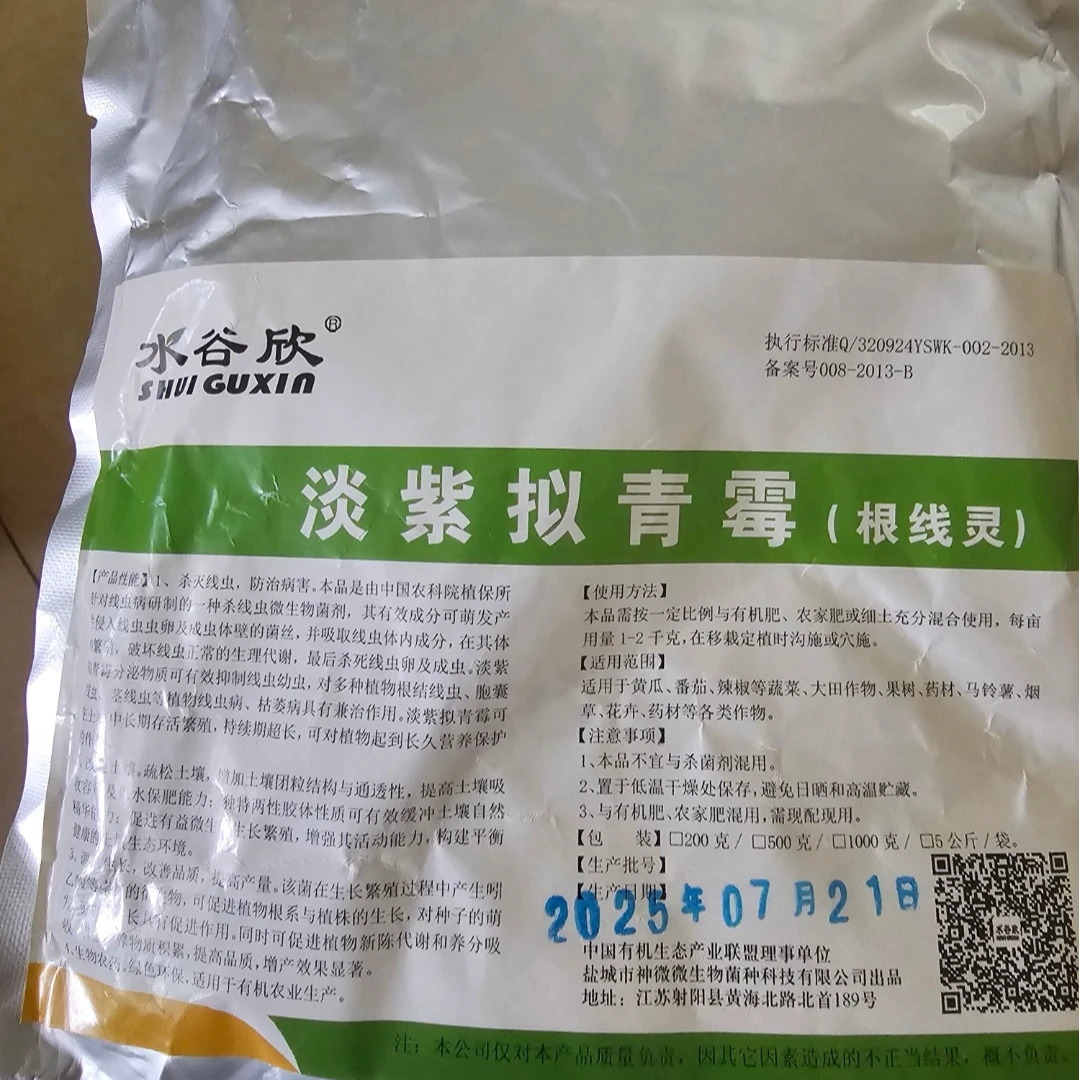 水谷欣®
SHUI GUXIN
执行标准Q/320924YSWK-002-2013
备案号008-2013-B
淡紫拟青霉(根线灵)
【产品性能】1、杀灭线虫，防治病害。本品是由中国农科院植保所
针对线虫病研制的一种杀线虫微生物菌剂，其有效成分可萌发产
侵入线虫虫卵及成虫体壁的菌丝，并吸取线虫体内成分，在其体
繁殖，破坏线虫正常的生理代谢，最后杀死线虫卵及成虫。淡紫
青霉分泌物质可有效抑制线虫幼虫，对多种植物根结线虫、胞囊
茎线虫等植物线虫病、枯萎病具有兼治作用。淡紫拟青霉可
中长期存活繁殖，持续期超长，可对植物起到长久营养保护
土壤。疏松土壤，增加土壤团粒结构与通透性，提高土壤吸
水保肥能力；独特两性胶体性质可有效缓冲土壤自然
促进有益微生 生长繁殖，增强其活动能力，构建平衡
健康的 生态环境。
3、 生长，改善品质，提高产量。该菌在生长繁殖过程中产生吲
的 物，可促进植物根系与植株的生长，对种子的萌
长具有促进作用。同时可促进植物新陈代谢和养分吸
物质积累，提高品质，增产效果显著。
4、生物农药。绿色环保，适用于有机农业生产。
【使用方法】
本品需按一定比例与有机肥、农家肥或细土充分混合使用，每亩
用量1-2千克，在移栽定植时沟施或穴施。
【适用范围】
适用于黄瓜、番茄、辣椒等蔬菜、大田作物、果树、药材、马铃薯、烟
草、花卉、药材等各类作物。
【注意事项】
1、本品不宜与杀菌剂混用。
2、置于低温干燥处保存，避免日晒和高温贮藏。
3、与有机肥、农家肥混用，需现配现用。
【包 装】□200克/□500克/□1000克/□5公斤/袋。
【生产批号】
【生产日期】
2025年07月21日
中国有机生态产业联盟理事单位
盐城市神微微生物菌种科技有限公司出品
地址：江苏射阳县黄海北路北首189号
水谷欣
注：本公司仅对本产品质量负责，因其它因素造成的不正当结果，概不负责。